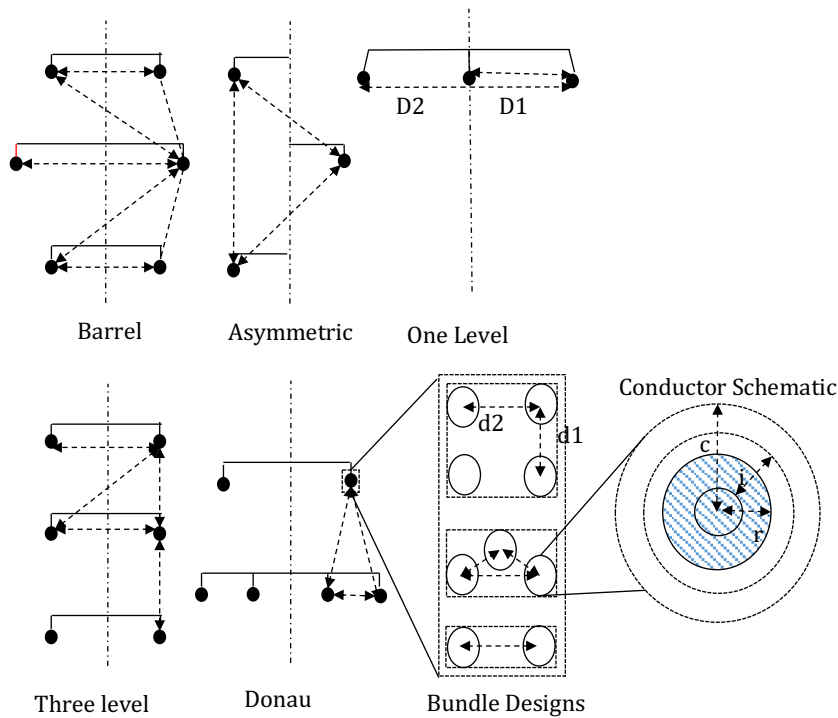 D2
D1
Barrel
Asymmetric
One Level
Conductor Schematic
d2
d1
c
i
r
Three level
Donau
Bundle Designs